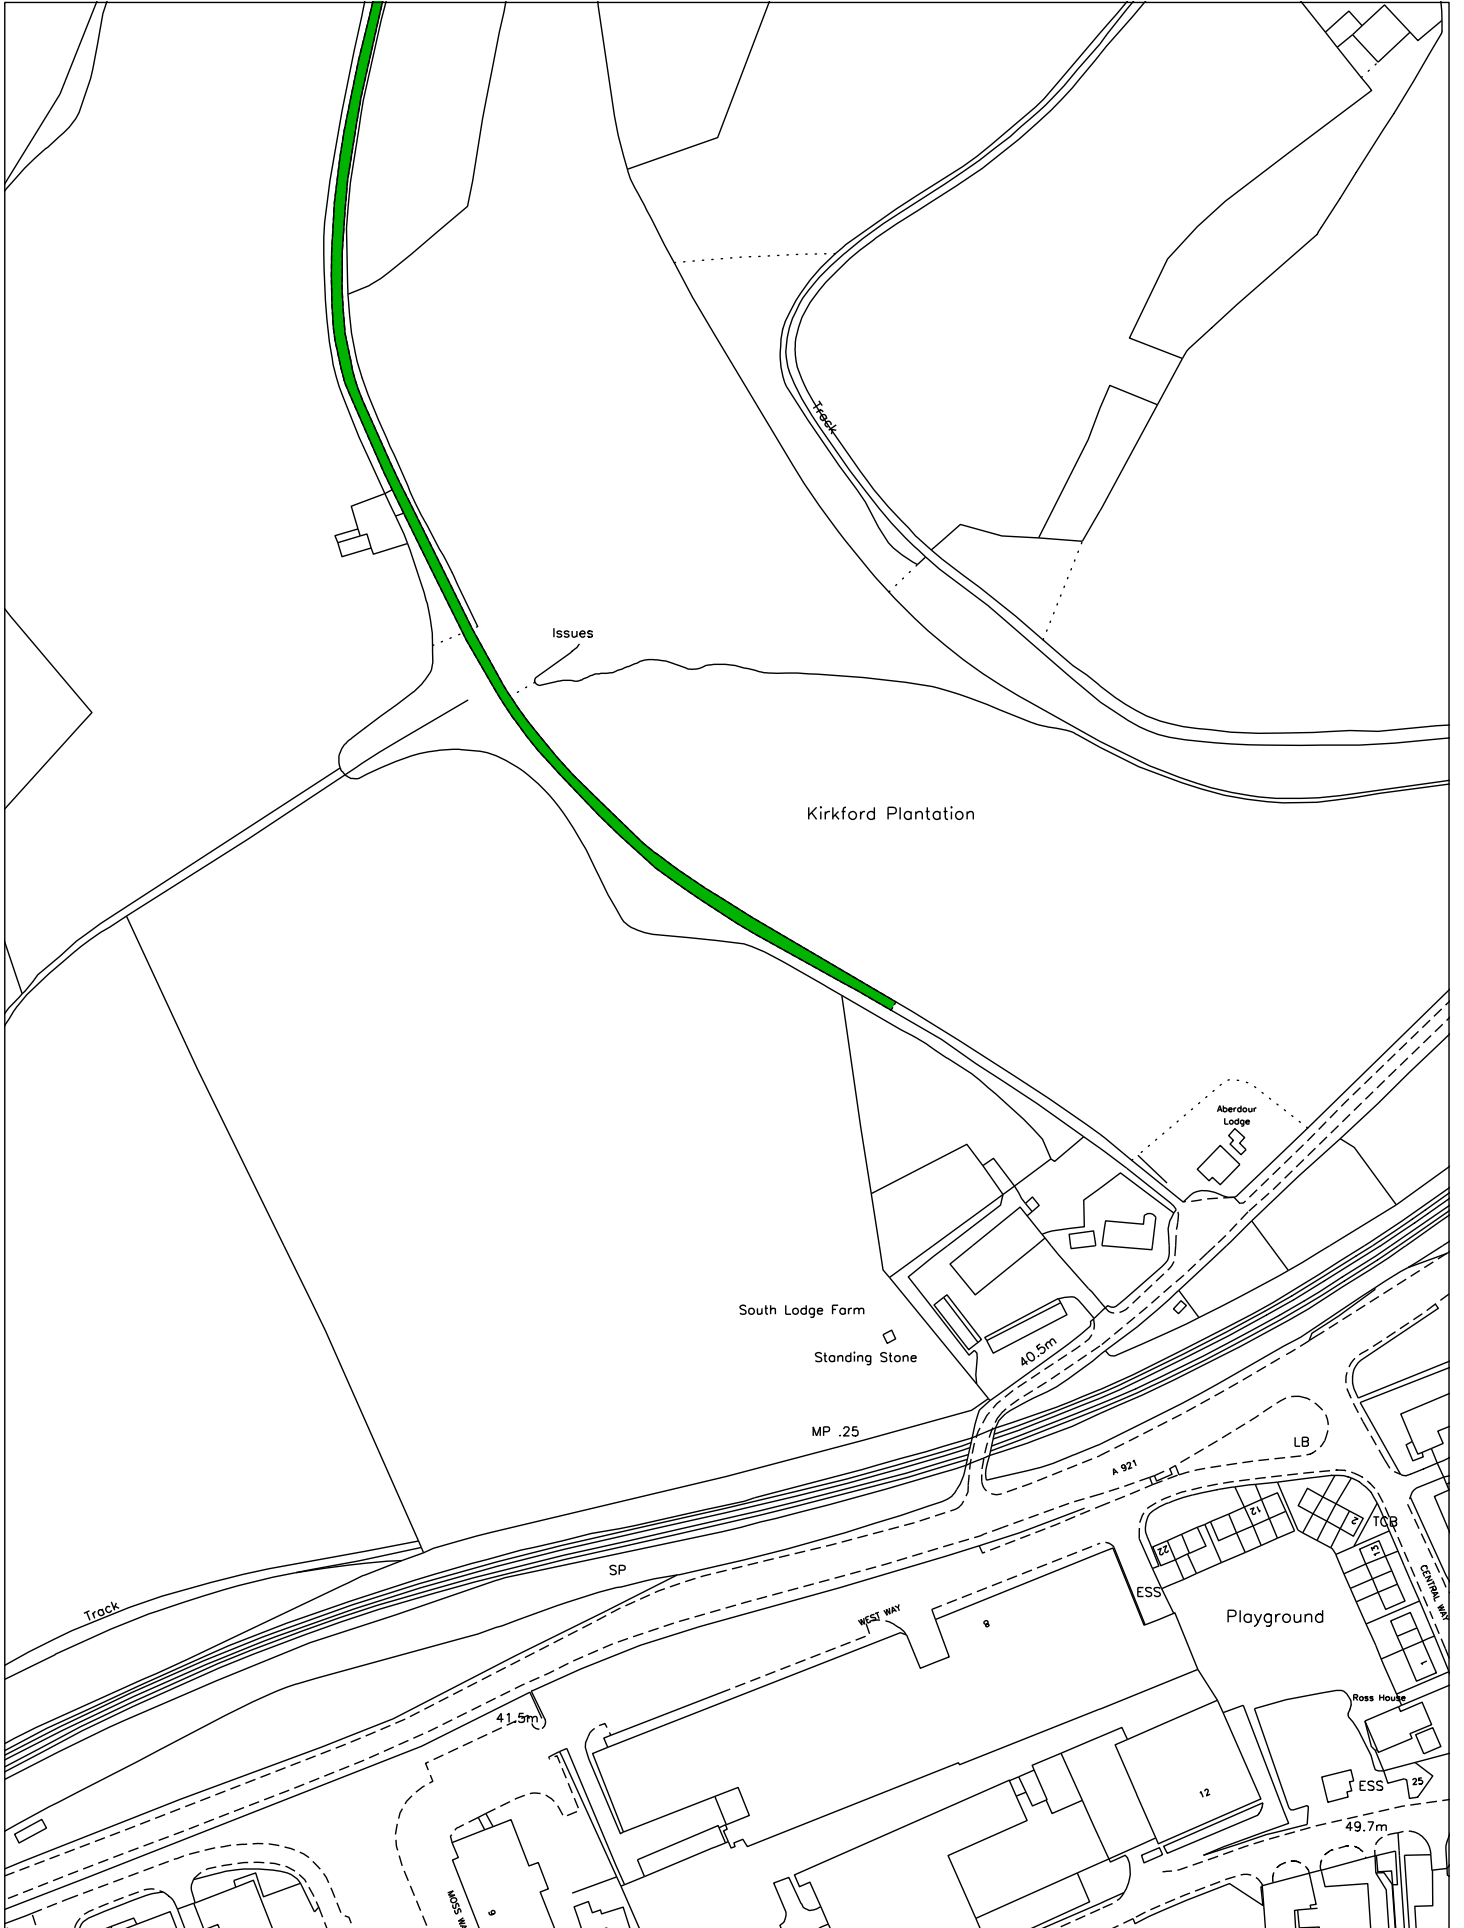 Track
Issues
Kirkford Plantation
Aberdour
Lodge
South Lodge Farm
Standing Stone
40.5m
MP .25
LB
A 921
12
2
TCB
22
13
SP
ESS
CENTRAL WAY
Track
WEST WAY
8
Playground
1
Ross House
41.5m
ESS
25
12
49.7m
9